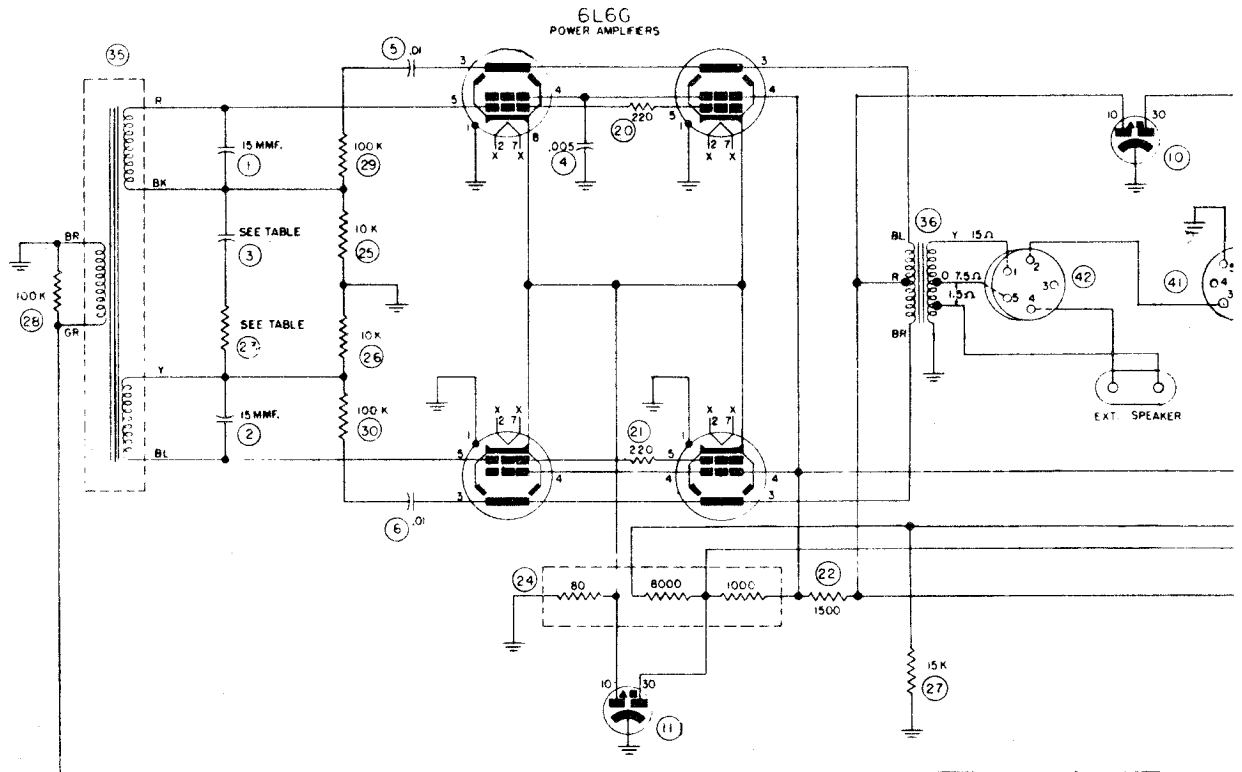 6L6G
POWER AMPLIFIERS
35
5 .01
3
3
R
5
4
5
4
1
8
1
2 7
X X
2 7
X X
20
220
.005
4
15 MMF.
1
100 K
29
BK
SEE TABLE
3
10 K
25
BR
100 K
28
GR
SEE TABLE
27
10K
26
Y
15 MMF.
2
100 K
30
BL
6 .01
X X
2 7
X X
2 7
1
5
4
3
21
220
1
5
4
4
3
10 30
10
36
BL
Y 15Ω
R
O 7.5Ω
1.5Ω
BR
1
2
3
4
5
42
41
5
4
3
EXT. SPEAKER
24
80
8000
1000
22
1500
10 30
11
15 K
27